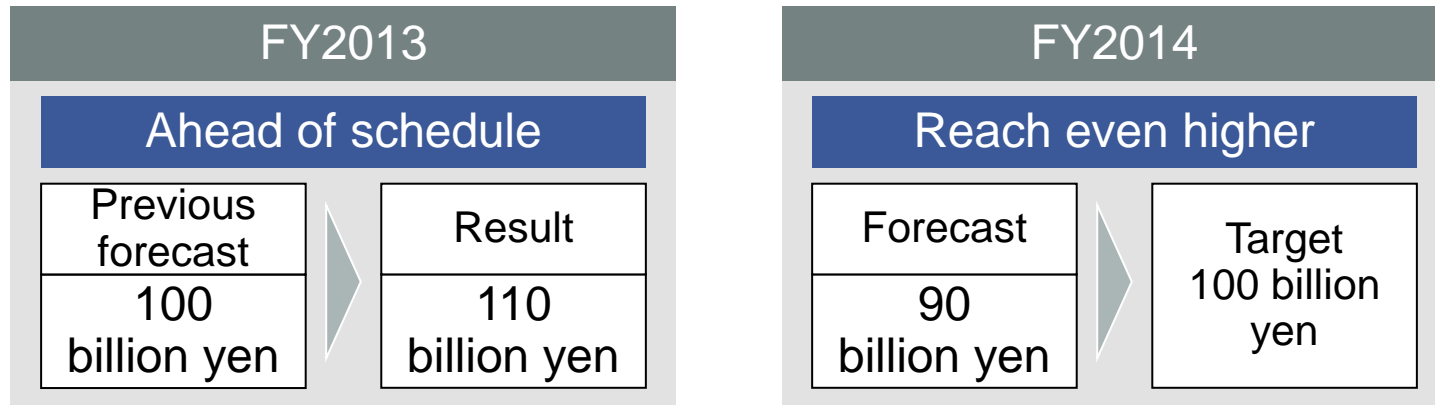 FY2013
Ahead of schedule
Previous
forecast
100
billion yen
Result
110
billion yen
FY2014
Reach even higher
Forecast
90
billion yen
Target
100 billion
yen